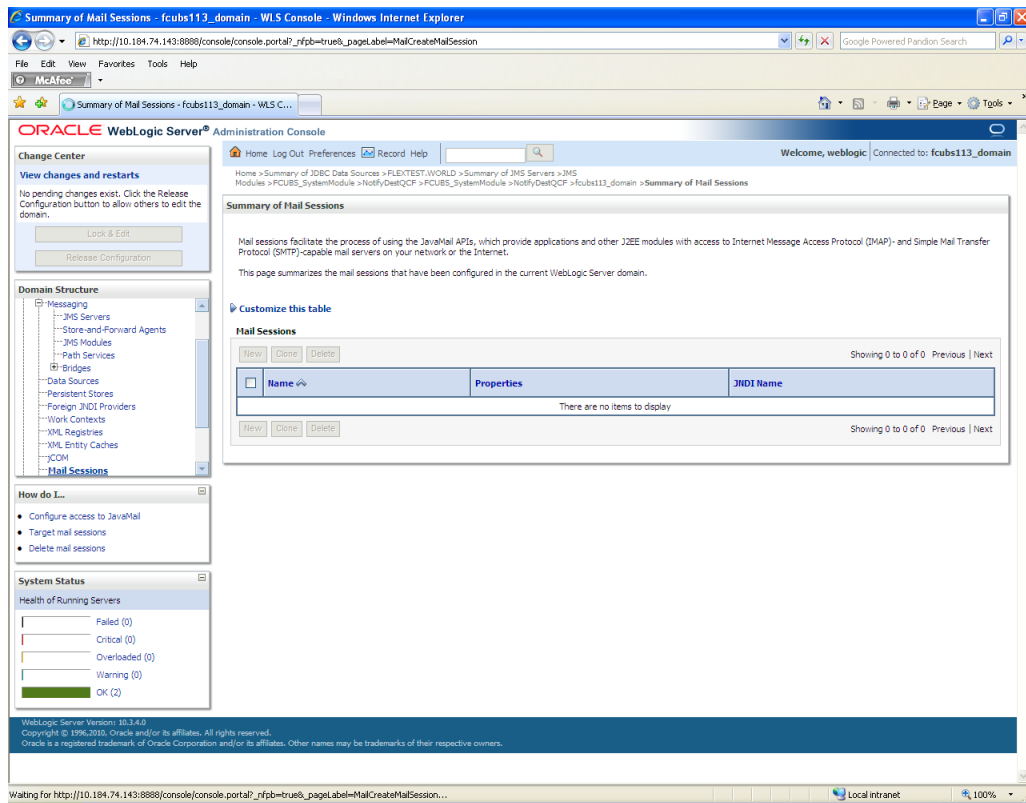 Summary of Mail Sessions - fcubs113_domain - WLS Console - Windows Internet Explorer
http://10.184.74.143:8888/console/console.portal?_nfpb=true&_pageLabel=MailCreateMailSession
Google Powered Pandion Search
File Edit View Favorites Tools Help
McAfee
Summary of Mail Sessions - fcubs113_domain - WLS C...
Page Tools
ORACLE WebLogic Server® Administration Console
Change Center
View changes and restarts
No pending changes exist. Click the Release
Configuration button to allow others to edit the
domain.
Lock & Edit
Release Configuration
Domain Structure
Messaging
JMS Servers
Store-and-Forward Agents
JMS Modules
Path Services
Bridges
Data Sources
Persistent Stores
Foreign JNDI Providers
Work Contexts
XML Registries
XML Entity Caches
jCOM
Mail Sessions
How do I...
Configure access to JavaMail
Target mail sessions
Delete mail sessions
System Status
Health of Running Servers
Failed (0)
Critical (0)
Overloaded (0)
Warning (0)
OK (2)
Home Log Out Preferences Record Help
Welcome, weblogic Connected to: fcubs113_domain
Home >Summary of JDBC Data Sources >FLEXTEST.WORLD >Summary of JMS Servers >JMS
Modules >FCUBS_SystemModule >NotifyDestQCF >FCUBS_SystemModule >NotifyDestQCF >fcubs113_domain >Summary of Mail Sessions
Summary of Mail Sessions
Mail sessions facilitate the process of using the JavaMail APIs, which provide applications and other J2EE modules with access to Internet Message Access Protocol (IMAP)- and Simple Mail Transfer
Protocol (SMTP)-capable mail servers on your network or the Internet.
This page summarizes the mail sessions that have been configured in the current WebLogic Server domain.
Customize this table
Mail Sessions
New Clone Delete
Showing 0 to 0 of 0 Previous | Next
Name Properties JNDI Name
There are no items to display
New Clone Delete
Showing 0 to 0 of 0 Previous | Next
WebLogic Server Version: 10.3.4.0
Copyright © 1996,2010, Oracle and/or its affiliates. All rights reserved.
Oracle is a registered trademark of Oracle Corporation and/or its affiliates. Other names may be trademarks of their respective owners.
Waiting for http://10.184.74.143:8888/console/console.portal?_nfpb=true&_pageLabel=MailCreateMailSession...
Local intranet
100%